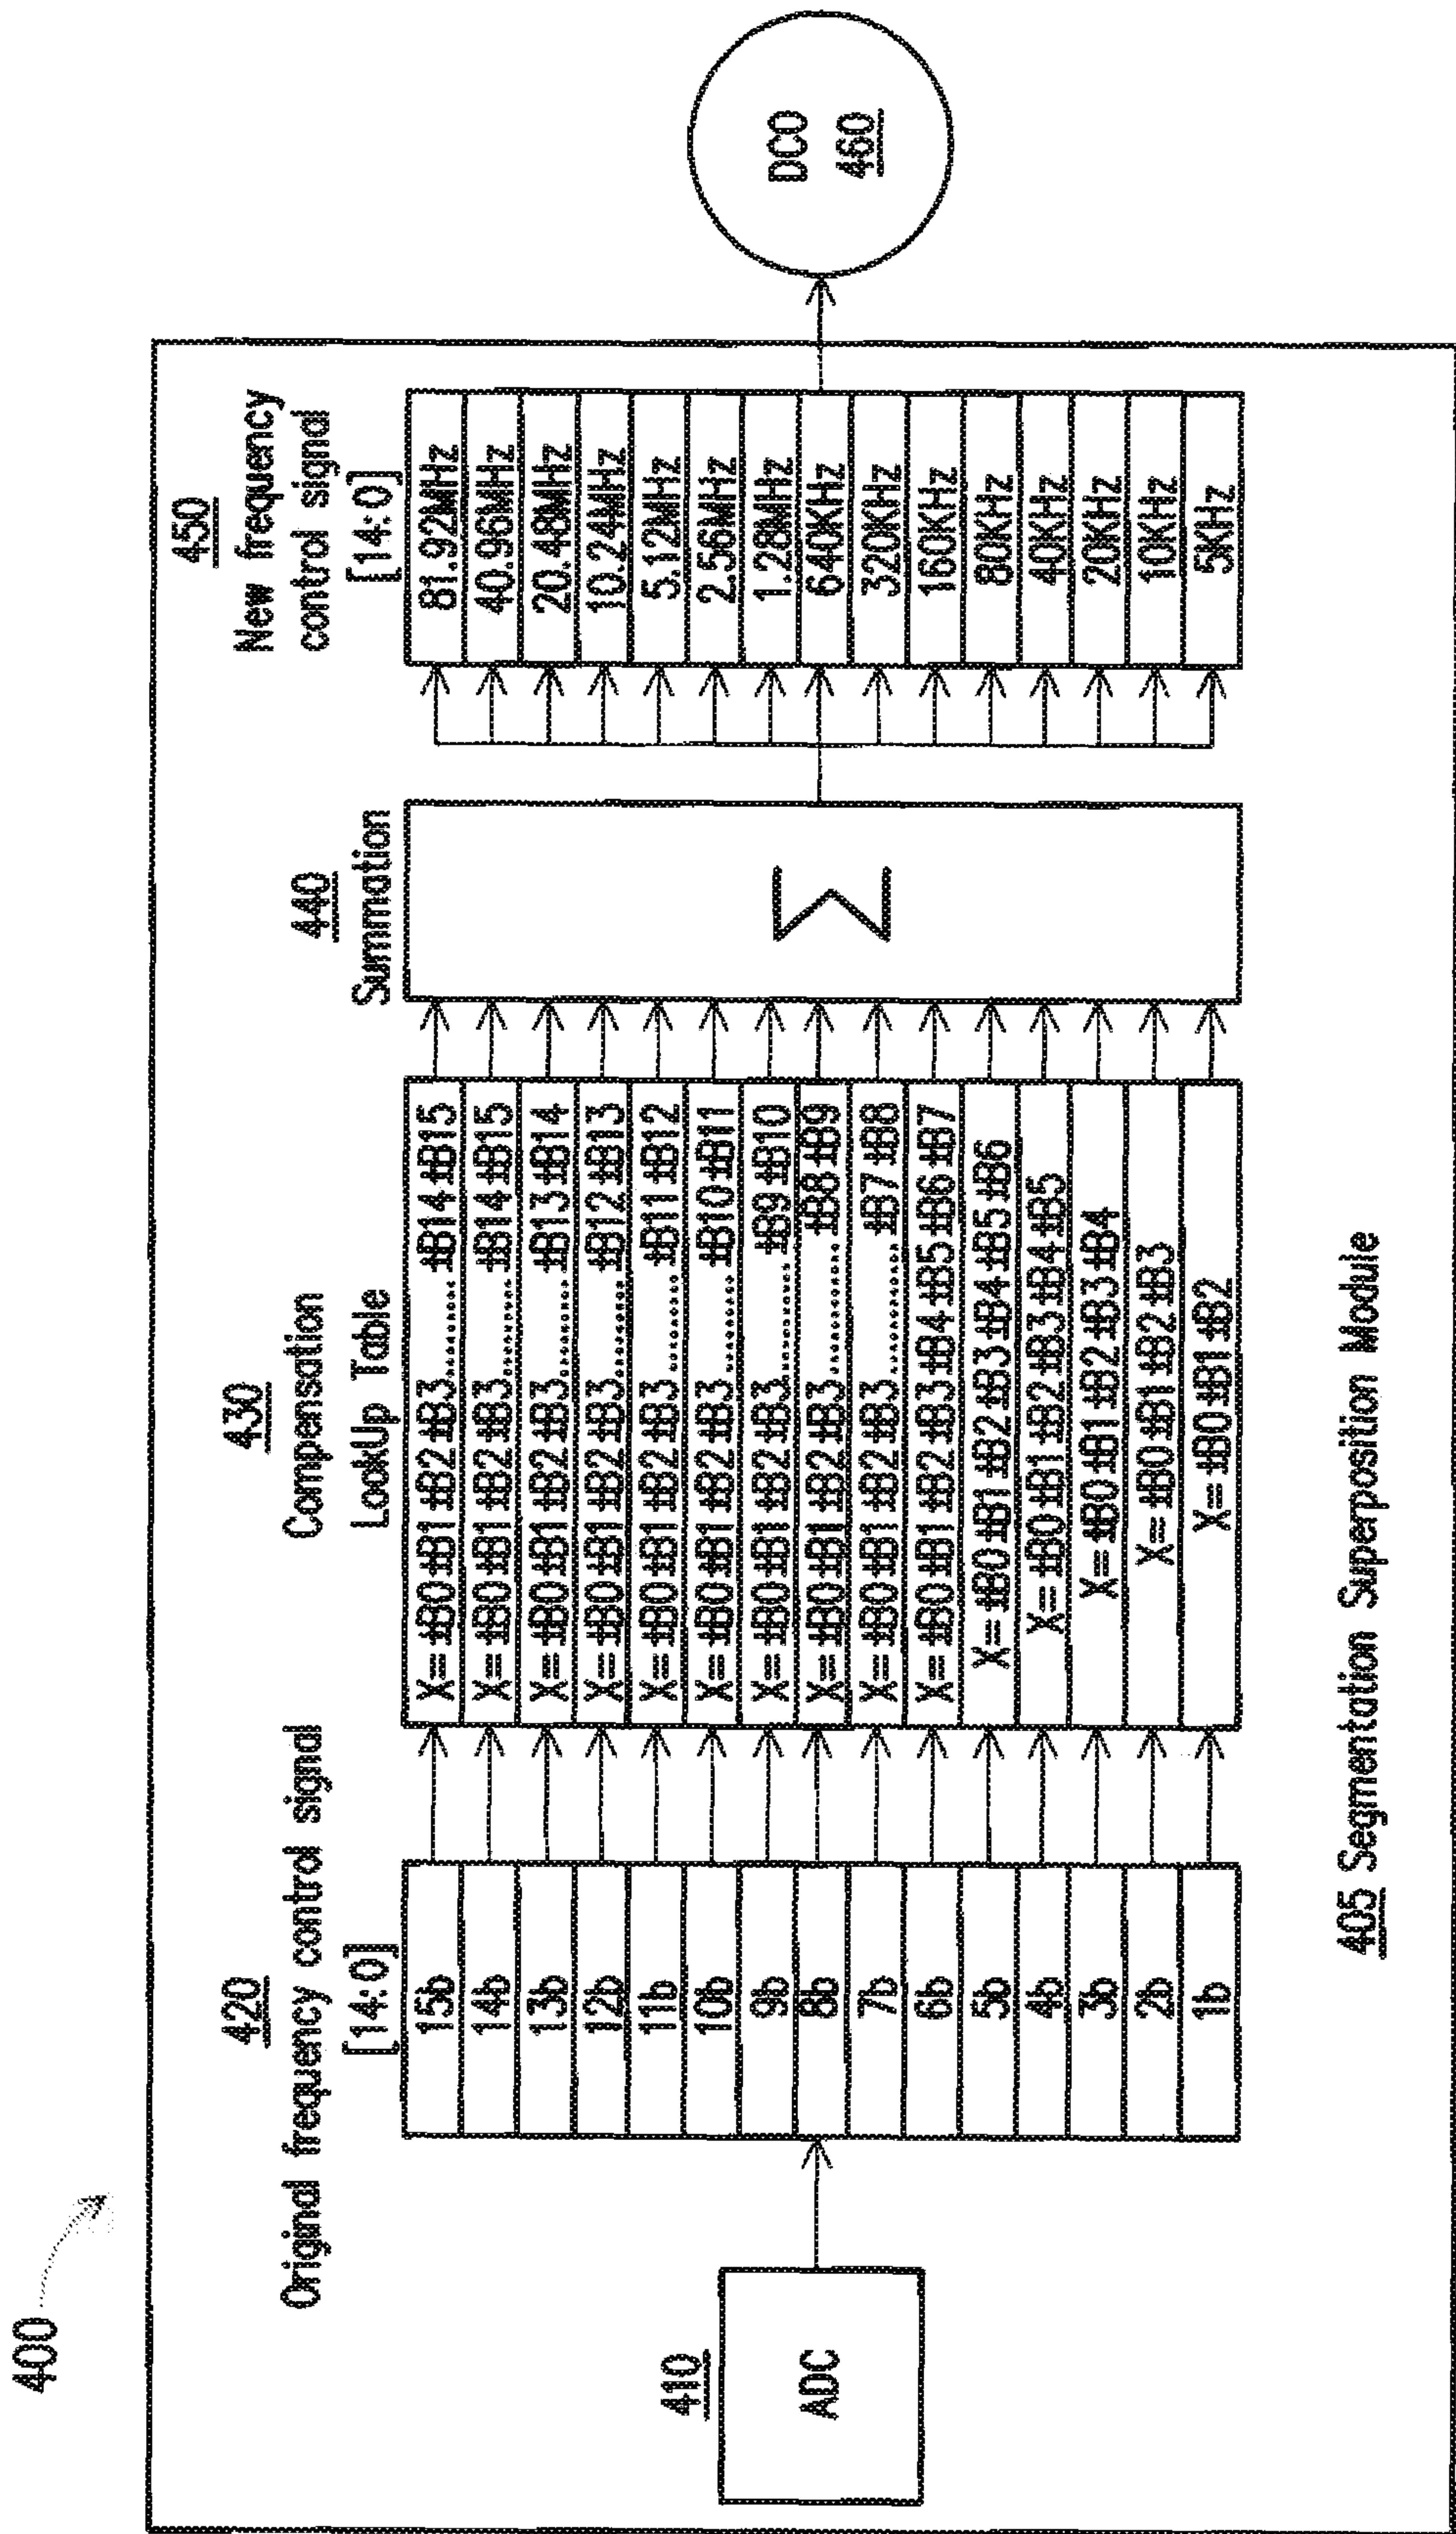 400
410
ADC
420
Original frequency control signal
[14:0]
15b
14b
13b
12b
11b
10b
9b
8b
7b
6b
5b
4b
3b
2b
1b
430
Compensation
LookUp Table
X=±B0±B1±B2±B3........±B14±B15
X=±B0±B1±B2±B3........±B14±B15
X=±B0±B1±B2±B3........±B13±B14
X=±B0±B1±B2±B3........±B12±B13
X=±B0±B1±B2±B3........±B11±B12
X=±B0±B1±B2±B3........±B10±B11
X=±B0±B1±B2±B3..........±B9±B10
X=±B0±B1±B2±B3..........±B8±B9
X=±B0±B1±B2±B3..........±B7±B8
X=±B0±B1±B2±B3±B4±B5±B6±B7
X=±B0±B1±B2±B3±B4±B5±B6
X=±B0±B1±B2±B3±B4±B5
X=±B0±B1±B2±B3±B4
X=±B0±B1±B2±B3
X=±B0±B1±B2
440
Summation
Σ
450
New frequency
control signal
[14:0]
81.92MHz
40.96MHz
20.48MHz
10.24MHz
5.12MHz
2.56MHz
1.28MHz
640KHz
320KHz
160KHz
80KHz
40KHz
20KHz
10KHz
5KHz
DCO
460
405 Segmentation Superposition Module